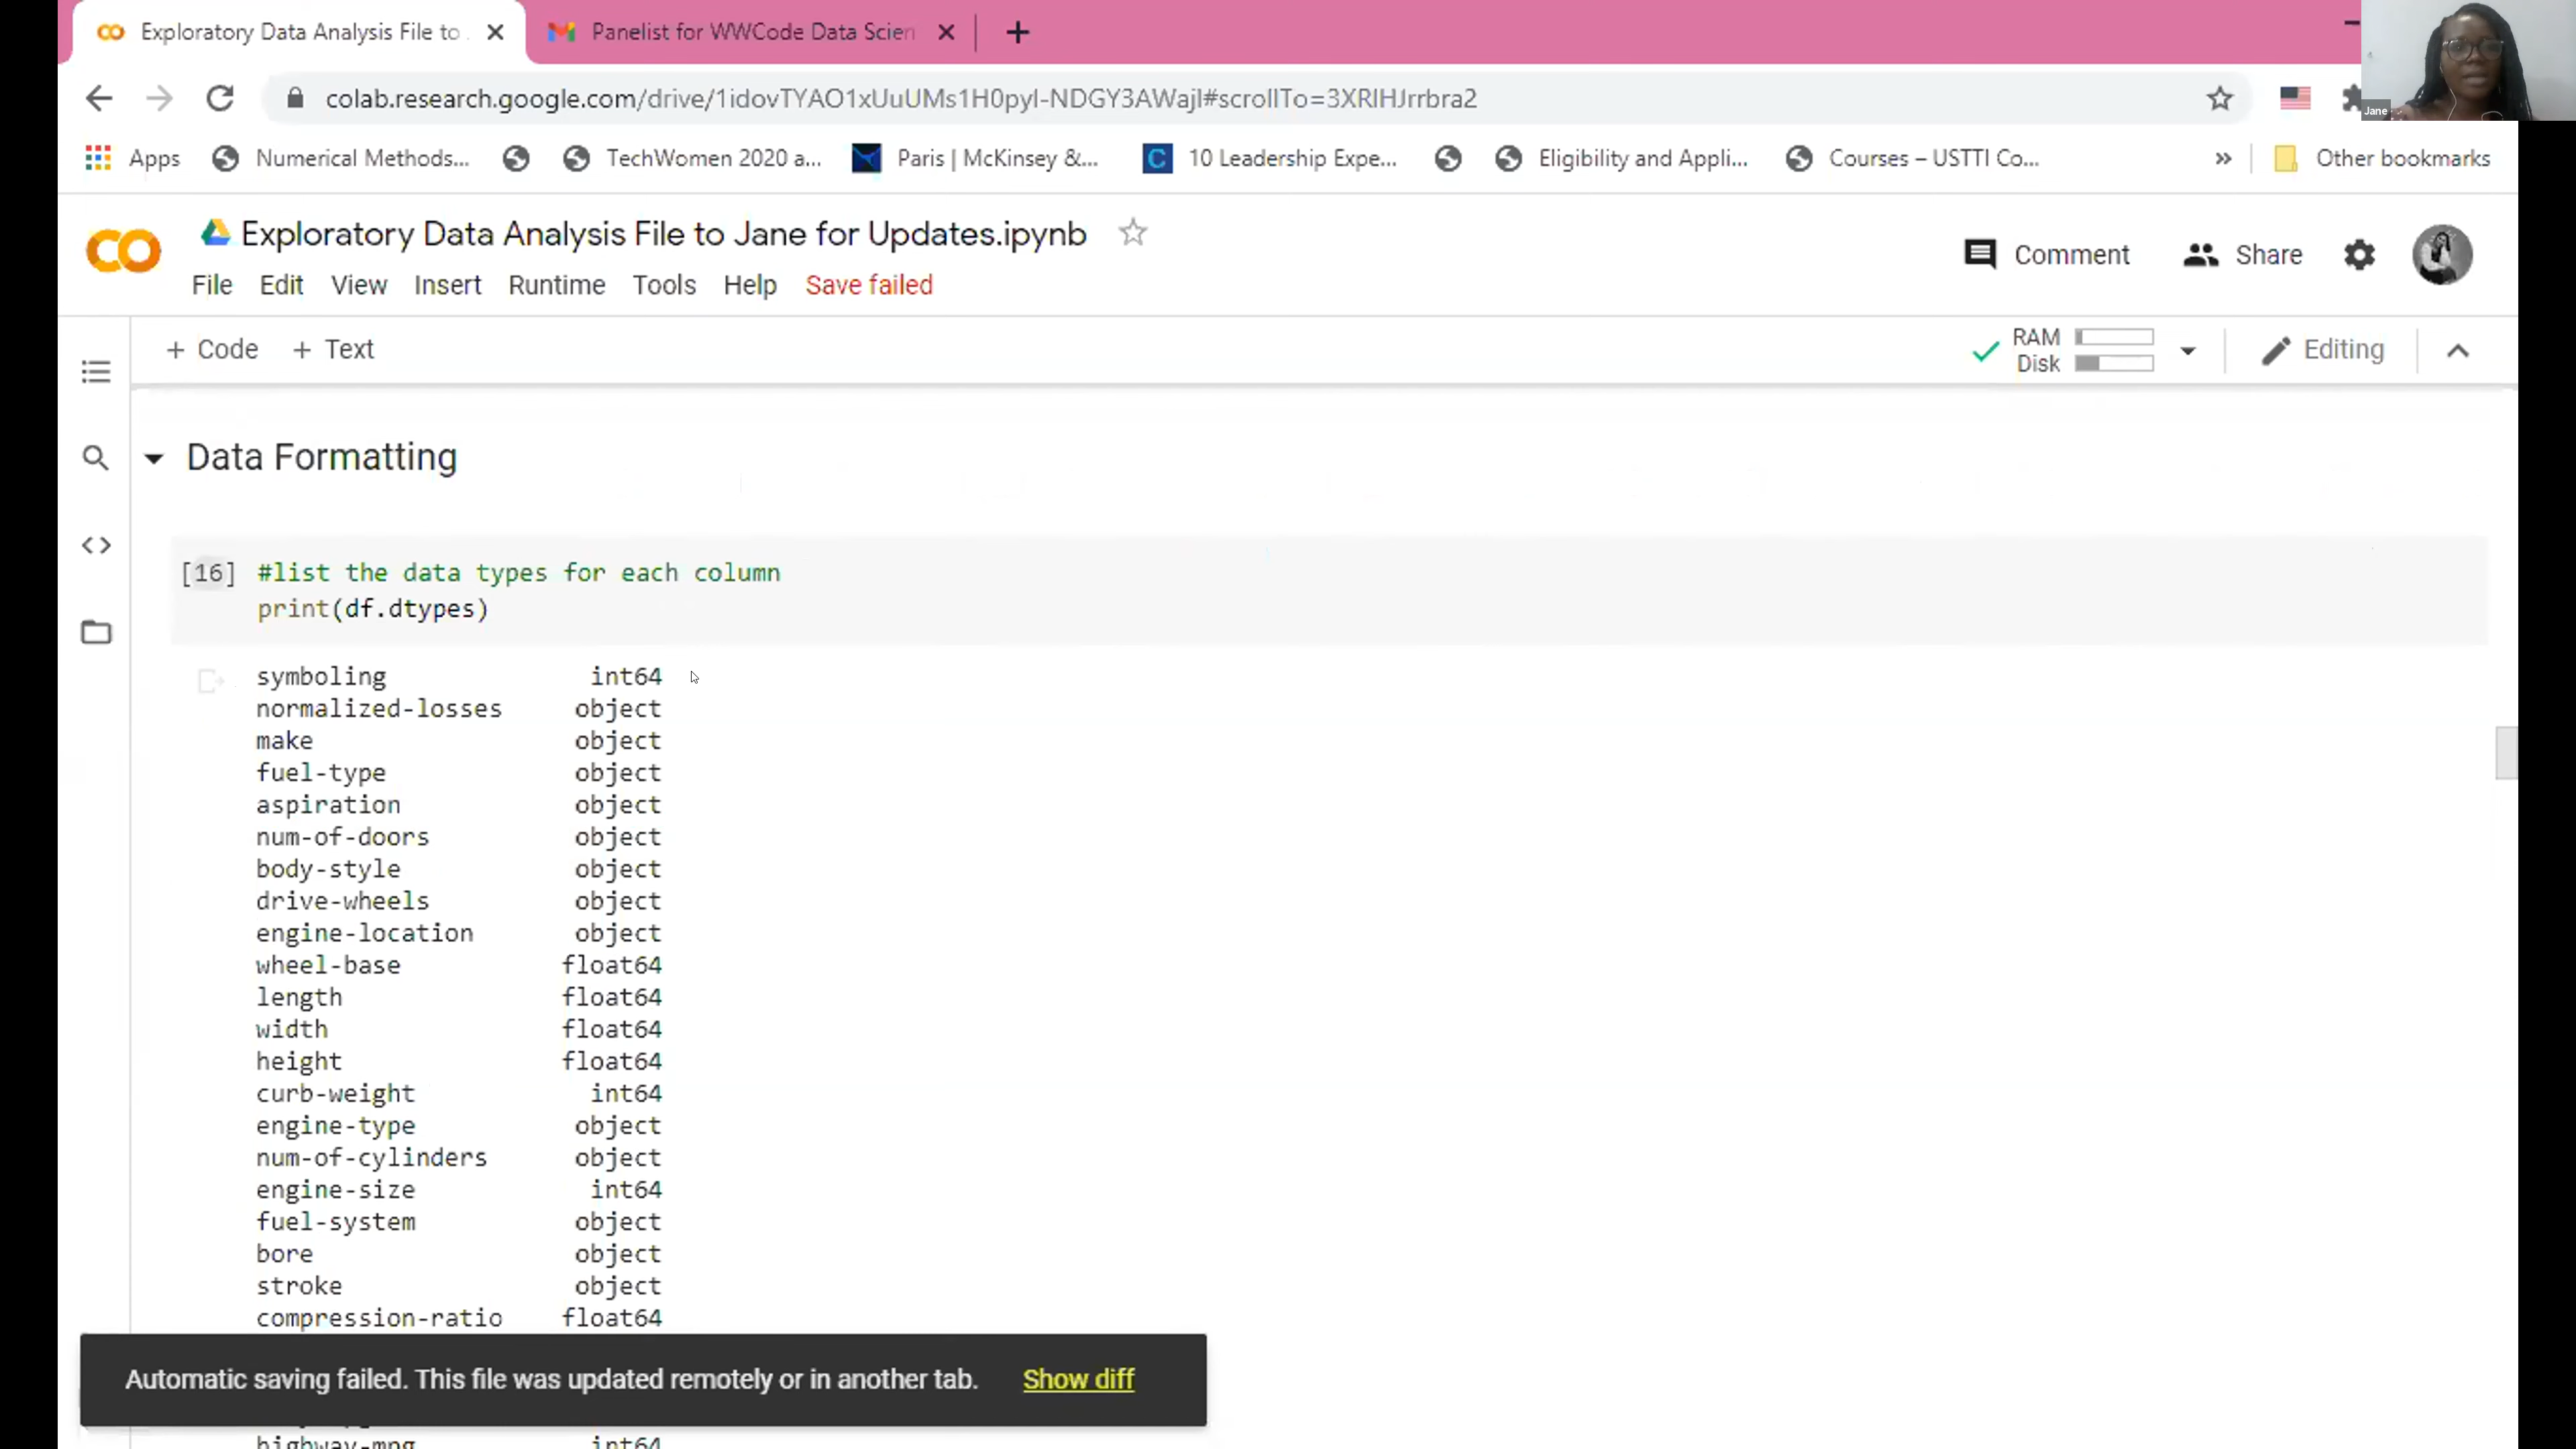 Exploratory Data Analysis File to
Panelist for WWCode Data Scien
colab.research.google.com/drive/1idovTYAO1xUuUMs1H0pyl-NDGY3AWajl#scrollTo=3XRlHJrrbra2
Jane
Apps
Numerical Methods...
TechWomen 2020 a...
Paris | McKinsey &...
10 Leadership Expe...
Eligibility and Appli...
Courses – USTTI Co...
»
Other bookmarks
Exploratory Data Analysis File to Jane for Updates.ipynb
Comment
Share
File Edit View Insert Runtime Tools Help Save failed
+ Code + Text
RAM
Disk
Editing
Data Formatting
[16] #list the data types for each column
print(df.dtypes)
symboling int64
normalized-losses object
make object
fuel-type object
aspiration object
num-of-doors object
body-style object
drive-wheels object
engine-location object
wheel-base float64
length float64
width float64
height float64
curb-weight int64
engine-type object
num-of-cylinders object
engine-size int64
fuel-system object
bore object
stroke object
compression-ratio float64
Automatic saving failed. This file was updated remotely or in another tab. Show diff
highway-mpg int64